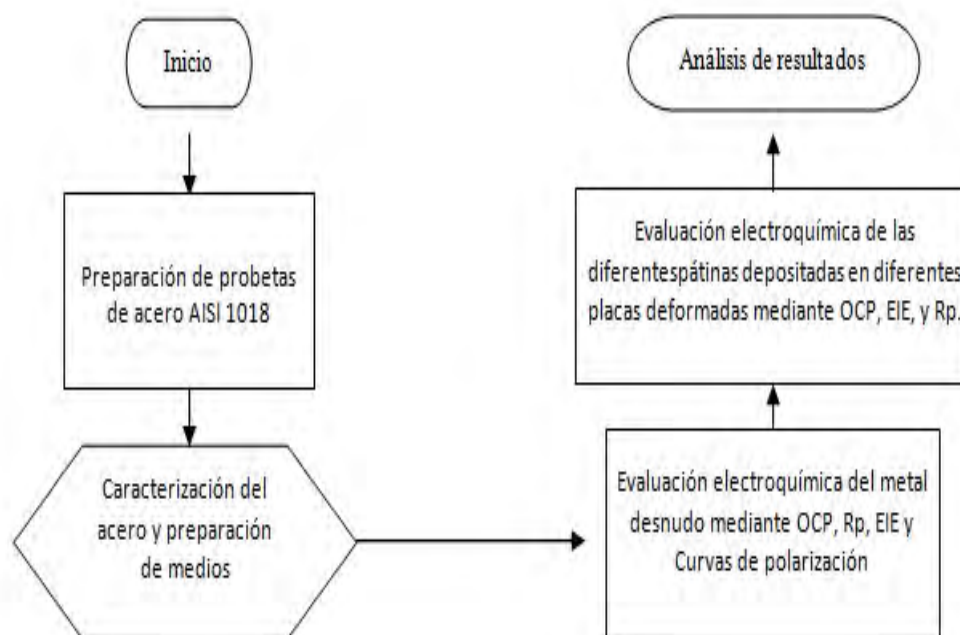 Inicio
Preparación de probetas
de acero AISI 1018
Caracterización del
acero y preparación
de medios
Evaluación electroquímica del metal
desnudo mediante OCP, Rp, EIE y
Curvas de polarización
Evaluación electroquímica de las
diferentespátinas depositadas en diferentes
placas deformadas mediante OCP, EIE, y Rp.
Análisis de resultados